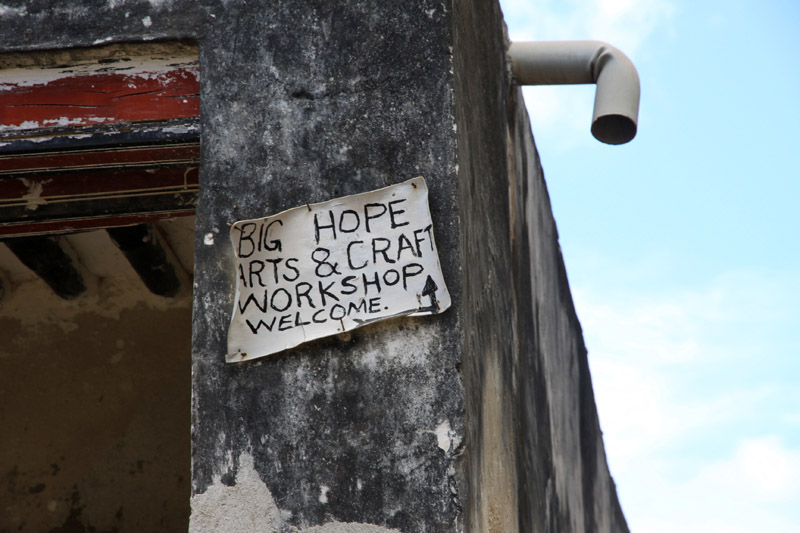 BIG HOPE
ARTS & CRAFT
WORKSHOP
WELCOME.